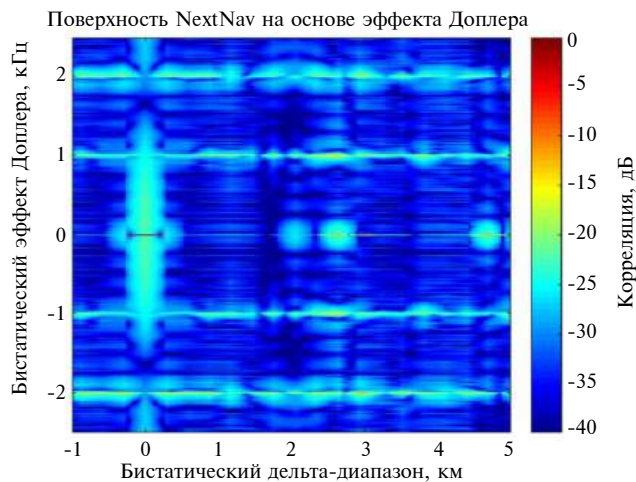 Поверхность NextNav на основе эффекта Доплера
Бистатический эффект Доплера, кГц
2
1
0
-1
-2
-1 0 1 2 3 4 5
Бистатический дельта-диапазон, км
0
-5
-10
-15
-20
-25
-30
-35
-40
Корреляция, дБ